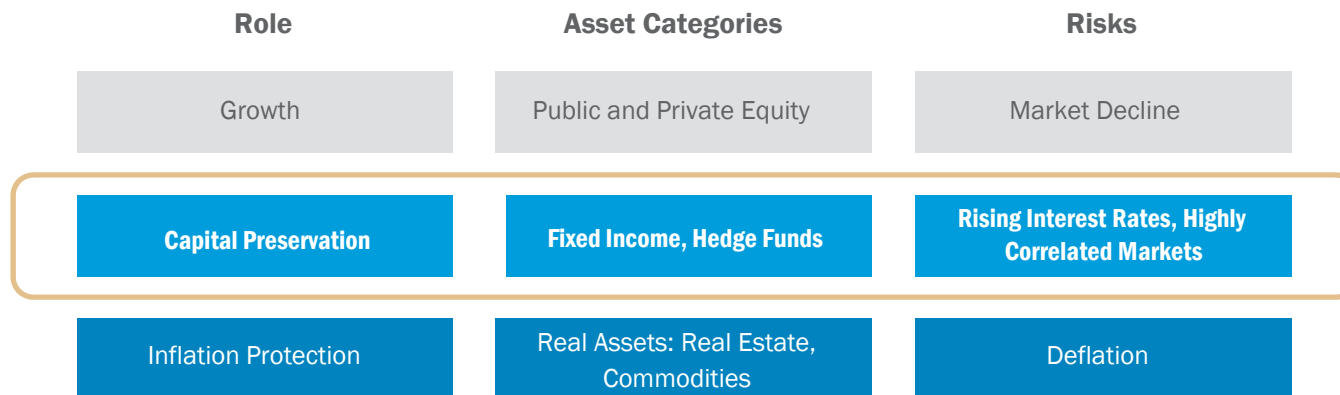 Role
Asset Categories
Risks
Growth
Public and Private Equity
Market Decline
Capital Preservation
Fixed Income, Hedge Funds
Rising Interest Rates, Highly
Correlated Markets
Inflation Protection
Real Assets: Real Estate,
Commodities
Deflation